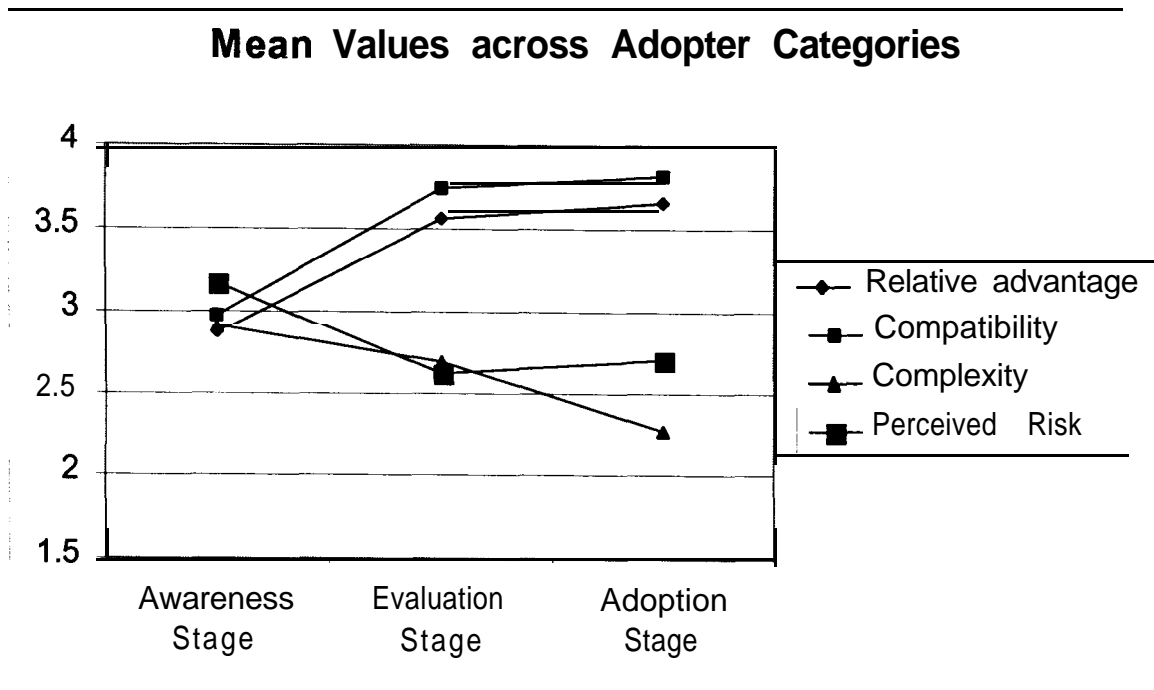 Mean Values across Adopter Categories
4
3.5
3
2.5
2
1.5
Awareness Stage
Evaluation Stage
Adoption Stage
Relative advantage
Compatibility
Complexity
Perceived Risk